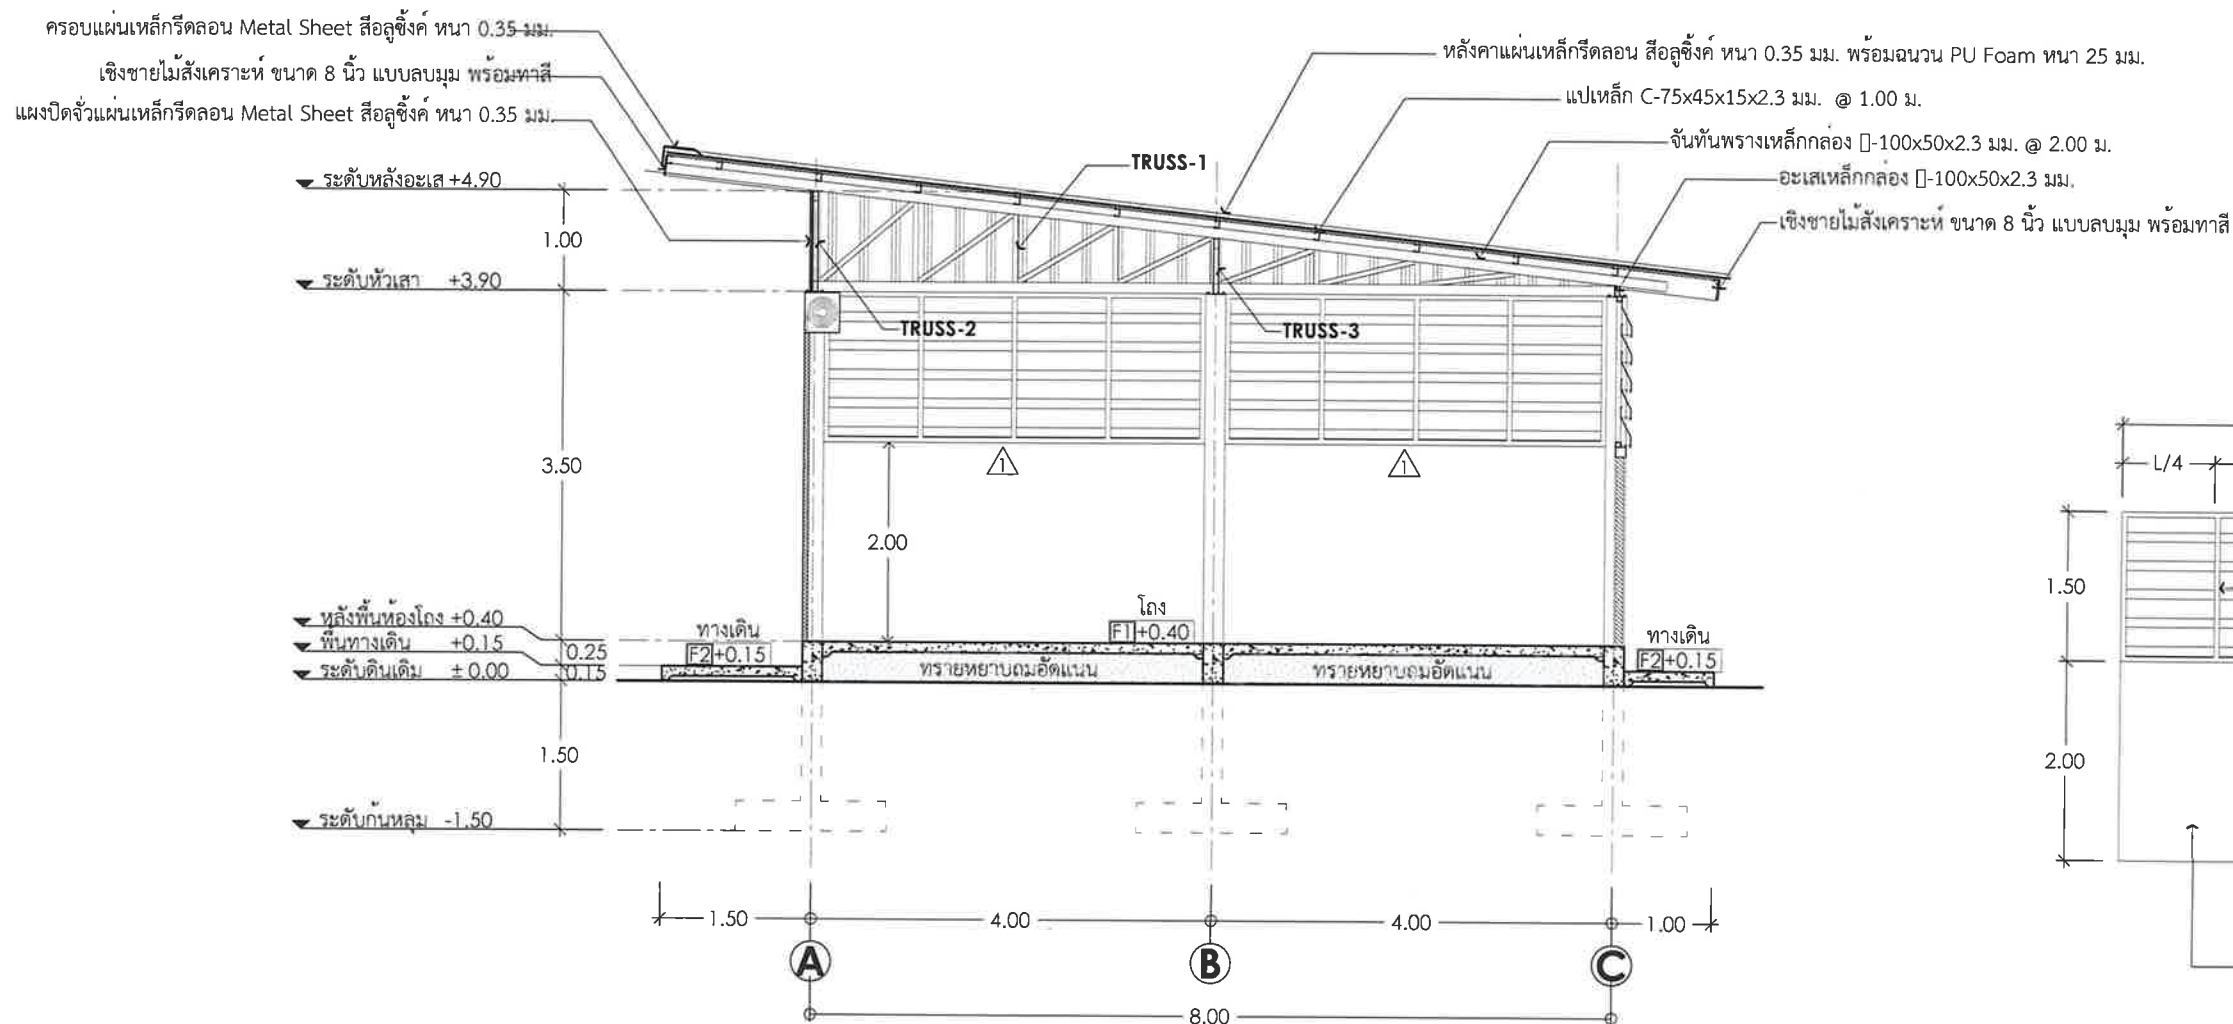 ครอบแผ่นเหล็กรีดลอน Metal Sheet สีอลูซิ้งค์ หนา 0.35 มม.
เชิงชายไม้สังเคราะห์ ขนาด 8 นิ้ว แบบลบมุม พร้อมทาสี
แผงปิดจั่วแผ่นเหล็กรีดลอน Metal Sheet สีอลูซิ้งค์ หนา 0.35 มม.
หลังคาแผ่นเหล็กรีดลอน สีอลูซิ้งค์ หนา 0.35 มม. พร้อมฉนวน PU Foam หนา 25 มม.
แปเหล็ก C-75x45x15x2.3 มม. @ 1.00 ม.
จันทันพรางเหล็กกล่อง ▯-100x50x2.3 มม. @ 2.00 ม.
อะเสเหล็กกล่อง ▯-100x50x2.3 มม.
เชิงชายไม้สังเคราะห์ ขนาด 8 นิ้ว แบบลบมุม พร้อมทาสี
TRUSS-1
ระดับหลังอะเส +4.90
1.00
ระดับหัวเสา +3.90
TRUSS-2
TRUSS-3
3.50
1
1
L/4
2.00
1.50
2.00
หลังพื้นห้องโถง +0.40
พื้นทางเดิน +0.15
ระดับดินเดิม ± 0.00
0.25
0.15
ทางเดิน
F2 +0.15
โถง
F1 +0.40
ทางเดิน
F2 +0.15
ทรายหยาบถมอัดแน่น
ทรายหยาบถมอัดแน่น
1.50
ระดับก้นหลุม -1.50
1.50
4.00
4.00
1.00
A
B
C
8.00